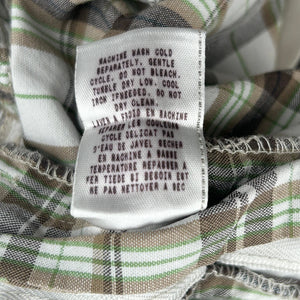 MACHINE WASH COLD
SEPARATELY, GENTLE
CYCLE, DO NOT BLEACH.
TUMBLE DRY LOW. COOL
IRON IF NEEDED, DO NOT
DRY CLEAN.
LAVER A FROID EN MACHINE
CYCLE DELICAT PAS
D'EAU DE JAVEL SECHER
EN MACHINE A BASSE
TEMPERATURE REPASSER A
FER TIEDE SI BESOIN EST
NE PAS NETTOYER A SEC